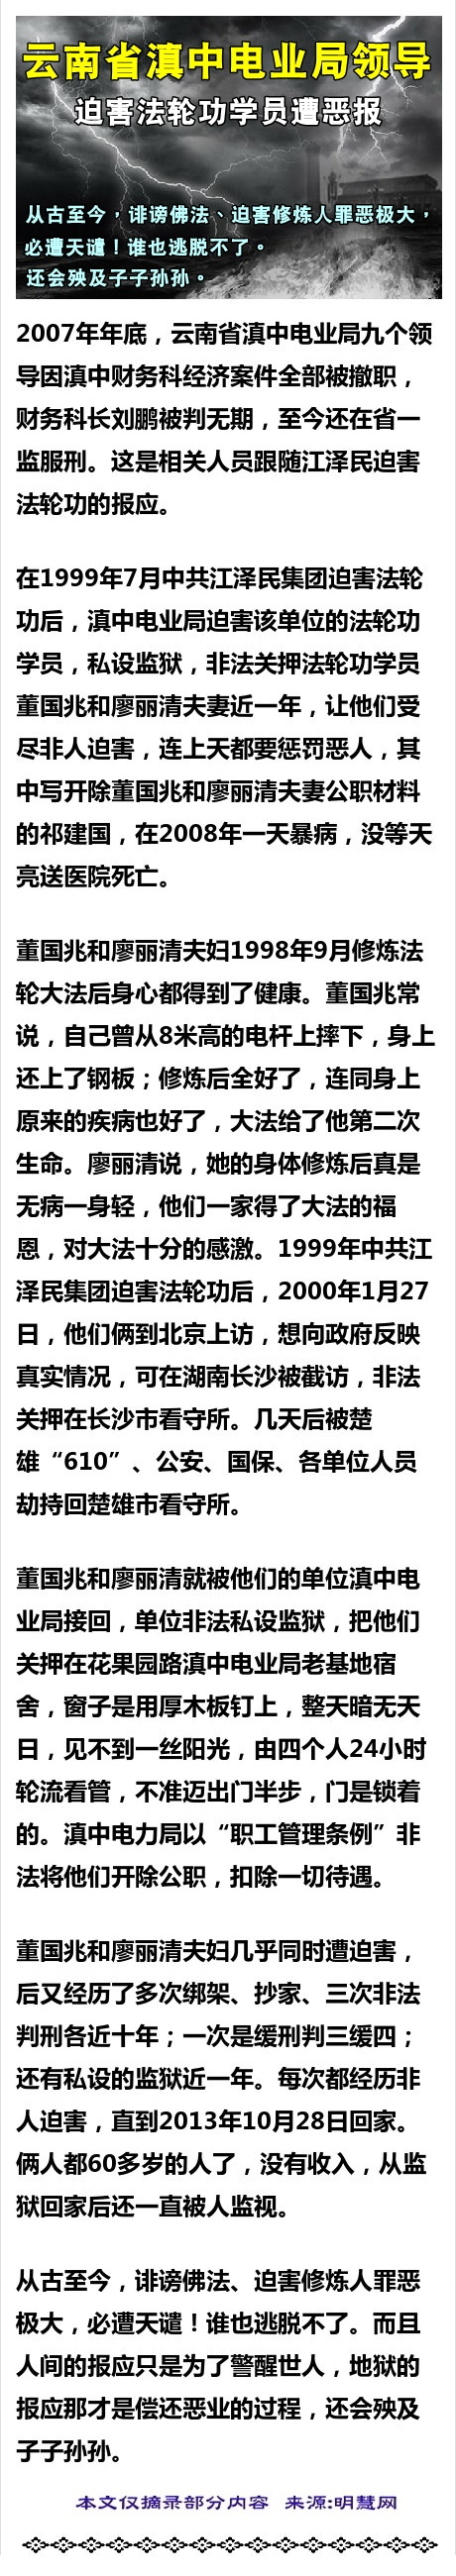 云南省滇中电业局领导
迫害法轮功学员遭恶报
从古至今，诽谤佛法、迫害修炼人罪恶极大，
必遭天谴！谁也逃脱不了。
还会殃及子子孙孙。
2007年年底，云南省滇中电业局九个领
导因滇中财务科经济案件全部被撤职，
财务科长刘鹏被判无期，至今还在省一
监服刑。这是相关人员跟随江泽民迫害
法轮功的报应。
在1999年7月中共江泽民集团迫害法轮
功后，滇中电业局迫害该单位的法轮功
学员，私设监狱，非法关押法轮功学员
董国兆和廖丽清夫妻近一年，让他们受
尽非人迫害，连上天都要惩罚恶人，其
中写开除董国兆和廖丽清夫妻公职材料
的祁建国，在2008年一天暴病，没等天
亮送医院死亡。
董国兆和廖丽清夫妇1998年9月修炼法
轮大法后身心都得到了健康。董国兆常
说，自己曾从8米高的电杆上摔下，身上
还上了钢板；修炼后全好了，连同身上
原来的疾病也好了，大法给了他第二次
生命。廖丽清说，她的身体修炼后真是
无病一身轻，他们一家得了大法的福
恩，对大法十分的感激。1999年中共江
泽民集团迫害法轮功后，2000年1月27
日，他们俩到北京上访，想向政府反映
真实情况，可在湖南长沙被截访，非法
关押在长沙市看守所。几天后被楚
雄“610”、公安、国保、各单位人员
劫持回楚雄市看守所。
董国兆和廖丽清就被他们的单位滇中电
业局接回，单位非法私设监狱，把他们
关押在花果园路滇中电业局老基地宿
舍，窗子是用厚木板钉上，整天暗无天
日，见不到一丝阳光，由四个人24小时
轮流看管，不准迈出门半步，门是锁着
的。滇中电力局以“职工管理条例”非
法将他们开除公职，扣除一切待遇。
董国兆和廖丽清夫妇几乎同时遭迫害，
后又经历了多次绑架、抄家、三次非法
判刑各近十年；一次是缓刑判三缓四；
还有私设的监狱近一年。每次都经历非
人迫害，直到2013年10月28日回家。
俩人都60多岁的人了，没有收入，从监
狱回家后还一直被人监视。
从古至今，诽谤佛法、迫害修炼人罪恶
极大，必遭天谴！谁也逃脱不了。而且
人间的报应只是为了警醒世人，地狱的
报应那才是偿还恶业的过程，还会殃及
子子孙孙。
本文仅摘录部分内容 来源:明慧网